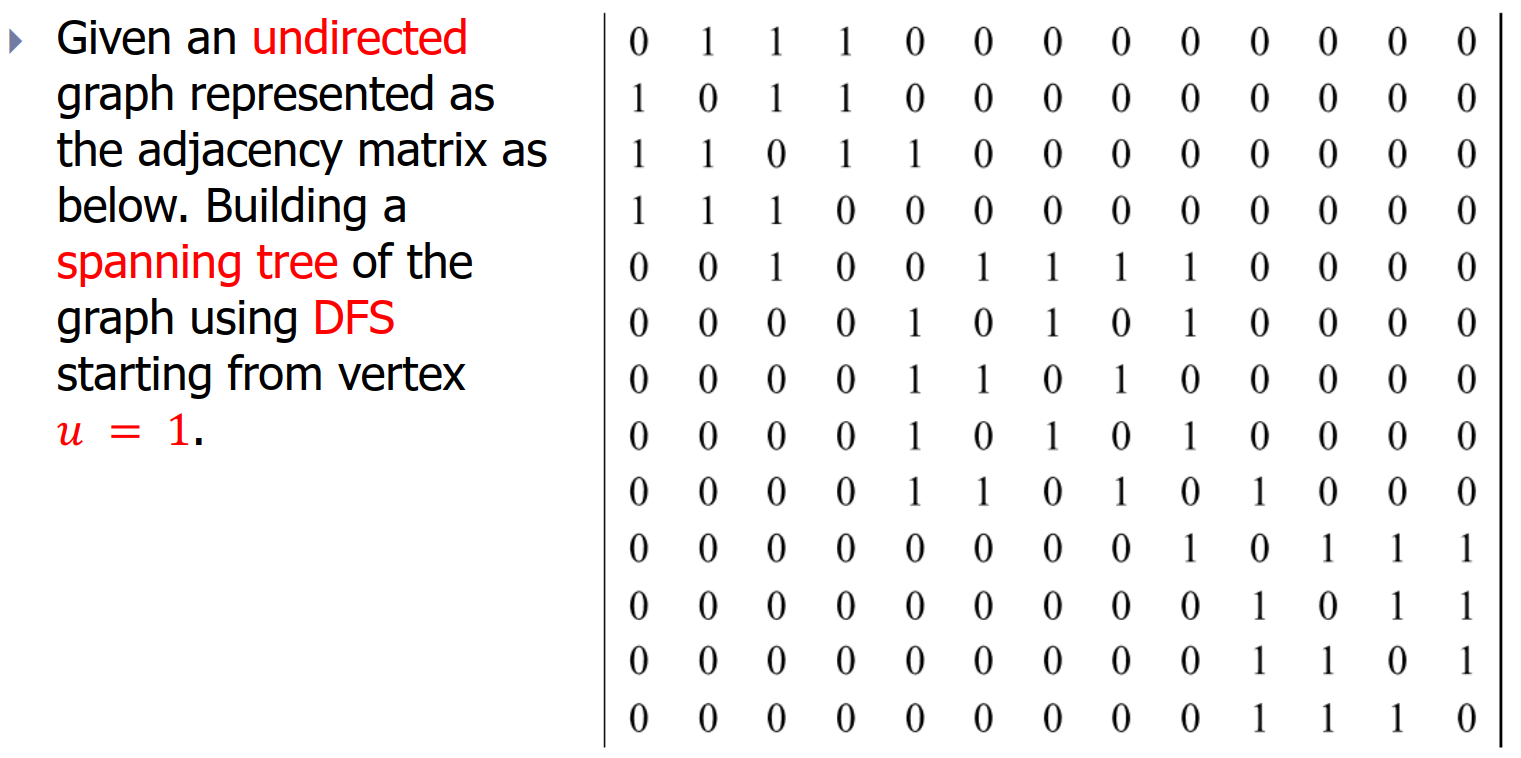 Given an undirected
graph represented as
the adjacency matrix as
below. Building a
spanning tree of the
graph using DFS
starting from vertex
u = 1.
0 1 1 1 0 0 0 0 0 0 0 0 0
1 0 1 1 0 0 0 0 0 0 0 0 0
1 1 0 1 1 0 0 0 0 0 0 0 0
1 1 1 0 0 0 0 0 0 0 0 0 0
0 0 1 0 0 1 1 1 1 0 0 0 0
0 0 0 0 1 0 1 0 1 0 0 0 0
0 0 0 0 1 1 0 1 0 0 0 0 0
0 0 0 0 1 0 1 0 1 0 0 0 0
0 0 0 0 1 1 0 1 0 1 0 0 0
0 0 0 0 0 0 0 0 1 0 1 1 1
0 0 0 0 0 0 0 0 0 1 0 1 1
0 0 0 0 0 0 0 0 0 1 1 0 1
0 0 0 0 0 0 0 0 0 1 1 1 0